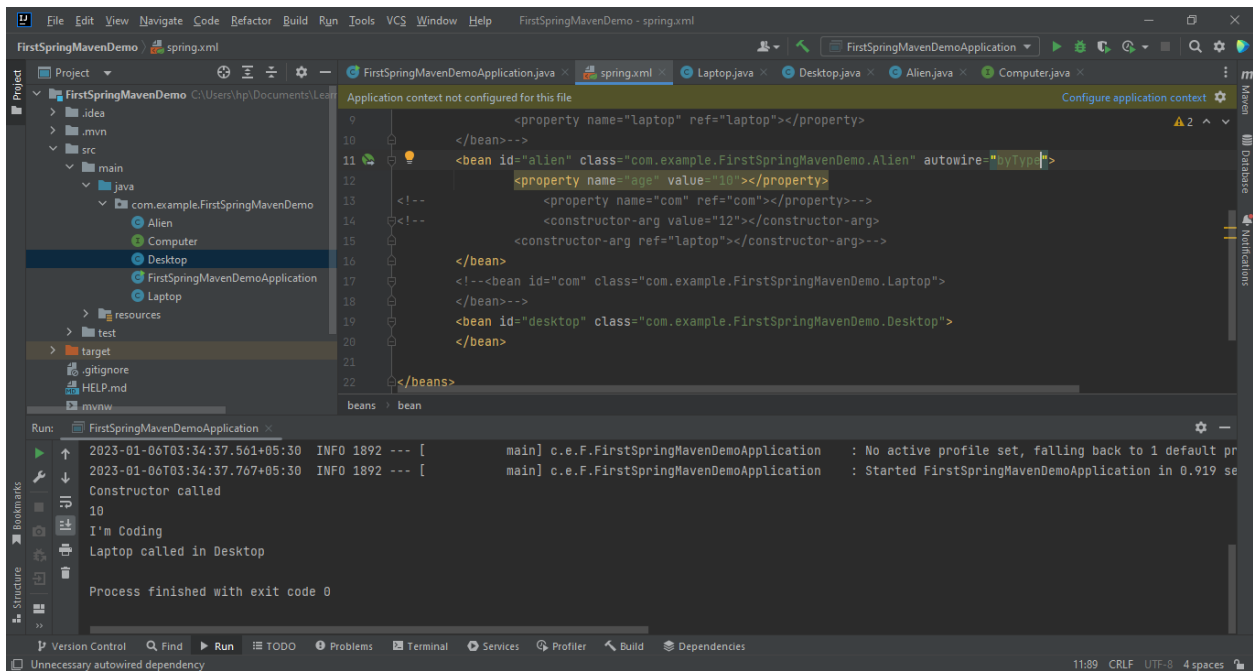 File Edit View Navigate Code Refactor Build Run Tools VCS Window Help FirstSpringMavenDemo - spring.xml
FirstSpringMavenDemo spring.xml FirstSpringMavenDemoApplication
Project
FirstSpringMavenDemoApplication.java spring.xml Laptop.java Desktop.java Alien.java Computer.java
Project
FirstSpringMavenDemo C:\Users\hp\Documents\Learn
.idea
.mvn
src
main
java
com.example.FirstSpringMavenDemo
Alien
Computer
Desktop
FirstSpringMavenDemoApplication
Laptop
resources
test
target
.gitignore
HELP.md
mvnw
Application context not configured for this file Configure application context
2
9 <property name="laptop" ref="laptop"></property>
10 </bean>-->
11 <bean id="alien" class="com.example.FirstSpringMavenDemo.Alien" autowire="byType">
12 <property name="age" value="10"></property>
13 <!-- <property name="com" ref="com"></property>-->
14 <!-- <constructor-arg value="12"></constructor-arg>
15 <constructor-arg ref="laptop"></constructor-arg>-->
16 </bean>
17 <!--<bean id="com" class="com.example.FirstSpringMavenDemo.Laptop">
18 </bean>-->
19 <bean id="desktop" class="com.example.FirstSpringMavenDemo.Desktop">
20 </bean>
21
22 </beans>
beans bean
Maven
Database
Notifications
Run: FirstSpringMavenDemoApplication
2023-01-06T03:34:37.561+05:30 INFO 1892 --- [ main] c.e.F.FirstSpringMavenDemoApplication : No active profile set, falling back to 1 default pr
2023-01-06T03:34:37.767+05:30 INFO 1892 --- [ main] c.e.F.FirstSpringMavenDemoApplication : Started FirstSpringMavenDemoApplication in 0.919 se
Constructor called
10
I'm Coding
Laptop called in Desktop
Process finished with exit code 0
Bookmarks
Structure
Version Control Find Run TODO Problems Terminal Services Profiler Build Dependencies
Unnecessary autowired dependency 11:89 CRLF UTF-8 4 spaces